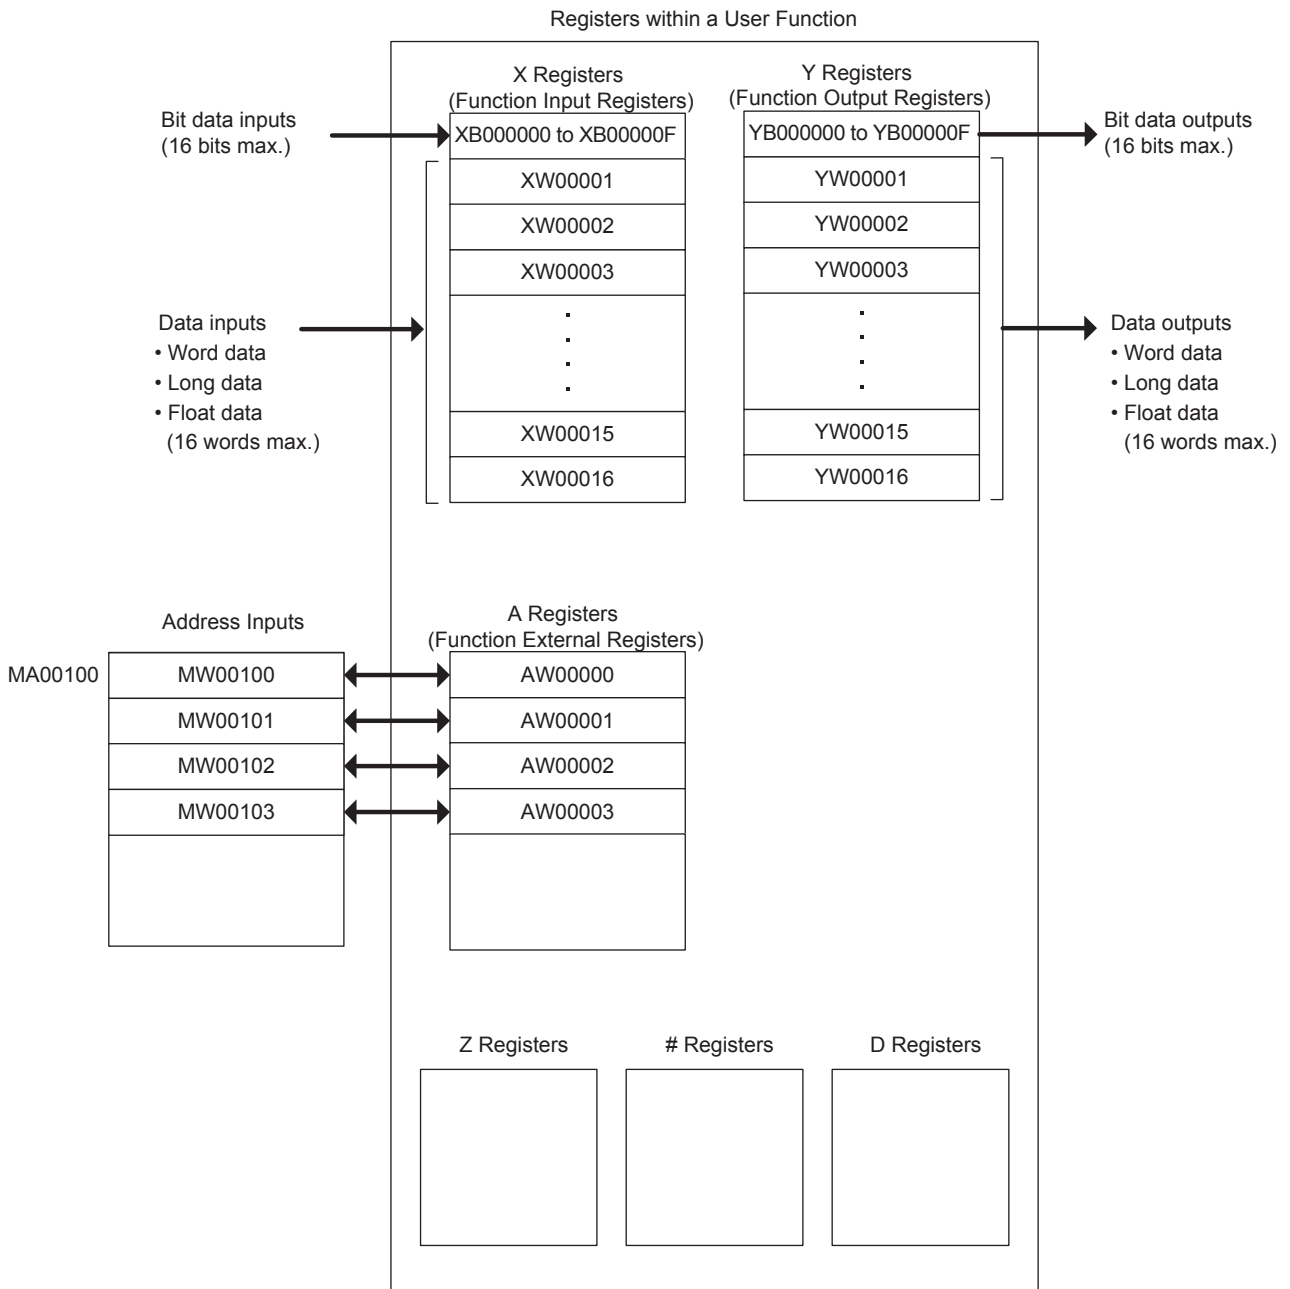 Registers within a User Function
X Registers
(Function Input Registers)
Y Registers
(Function Output Registers)
Bit data inputs
(16 bits max.)
XB000000 to XB00000F
YB000000 to YB00000F
Bit data outputs
(16 bits max.)
XW00001
YW00001
XW00002
YW00002
XW00003
YW00003
Data inputs
• Word data
• Long data
• Float data
(16 words max.)
Data outputs
• Word data
• Long data
• Float data
(16 words max.)
XW00015
YW00015
XW00016
YW00016
Address Inputs
A Registers
(Function External Registers)
MA00100
MW00100
AW00000
MW00101
AW00001
MW00102
AW00002
MW00103
AW00003
Z Registers
# Registers
D Registers